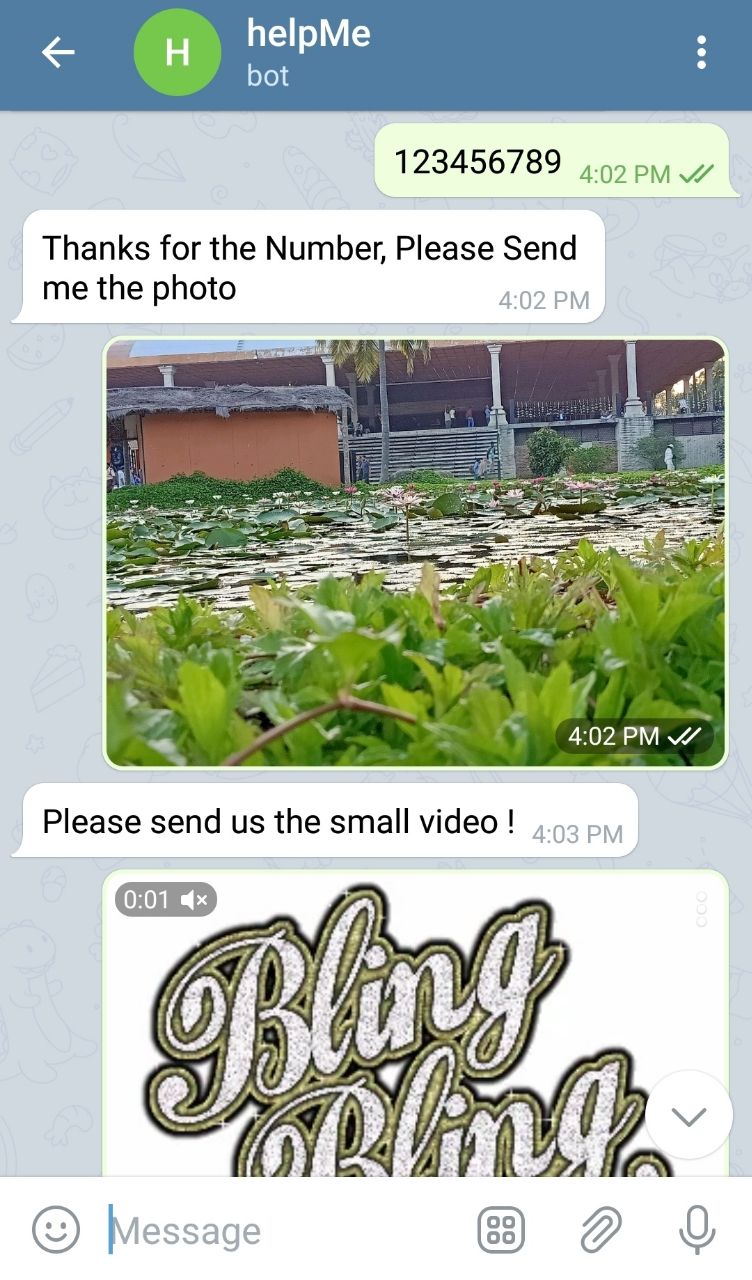 helpMe
H
bot
123456789 4:02 PM
Thanks for the Number, Please Send
me the photo
4:02 PM
4:02 PM
Please send us the small video ! 4:03 PM
0:01
Bling
Bling.
Message